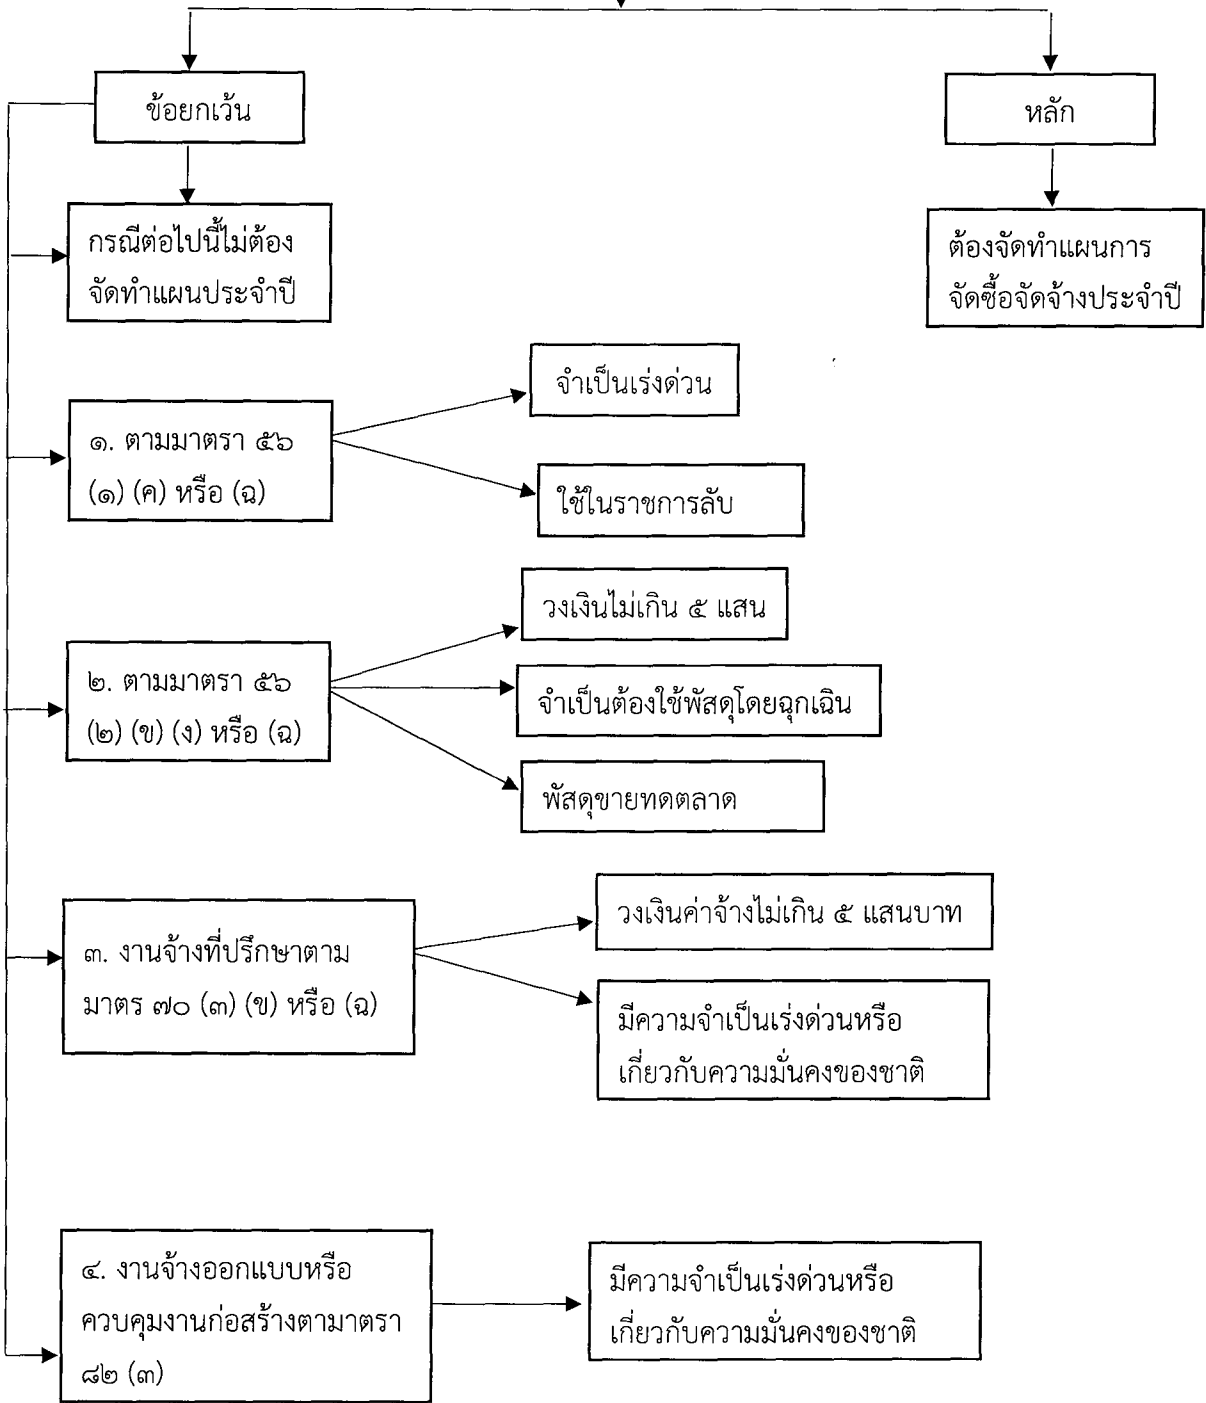 ข้อยกเว้น
หลัก
กรณีต่อไปนี้ไม่ต้อง
จัดทำแผนประจำปี
ต้องจัดทำแผนการ
จัดซื้อจัดจ้างประจำปี
๑. ตามมาตรา ๕๖
(๑) (ค) หรือ (ฉ)
จำเป็นเร่งด่วน
ใช้ในราชการลับ
๒. ตามมาตรา ๕๖
(๒) (ข) (ง) หรือ (ฉ)
วงเงินไม่เกิน ๕ แสน
จำเป็นต้องใช้พัสดุโดยฉุกเฉิน
พัสดุขายทดตลาด
๓. งานจ้างที่ปรึกษาตาม
มาตร ๗๐ (๓) (ข) หรือ (ฉ)
วงเงินค่าจ้างไม่เกิน ๕ แสนบาท
มีความจำเป็นเร่งด่วนหรือ
เกี่ยวกับความมั่นคงของชาติ
๔. งานจ้างออกแบบหรือ
ควบคุมงานก่อสร้างตามาตรา
๘๒ (๓)
มีความจำเป็นเร่งด่วนหรือ
เกี่ยวกับความมั่นคงของชาติ